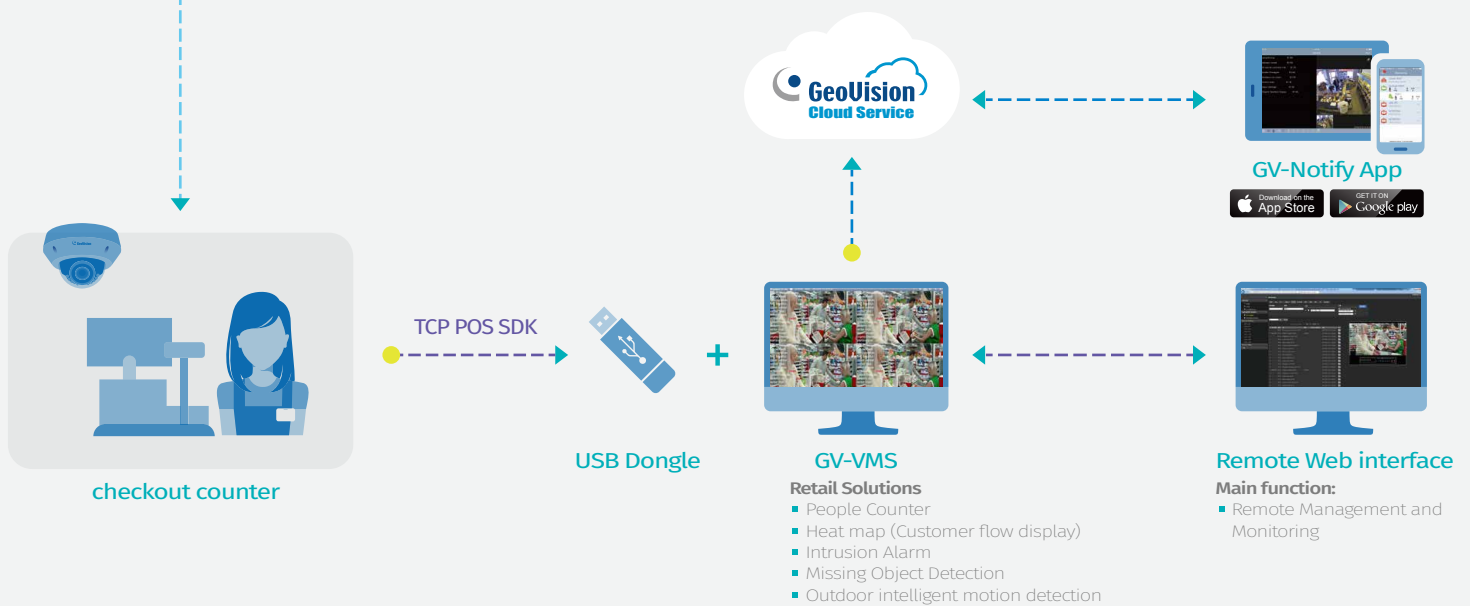 GeoVision
Cloud Service
GV-Notify App
Download on the
App Store
GET IT ON
Google play
GeoVision
TCP POS SDK
USB Dongle
GV-VMS
Remote Web interface
checkout counter
Retail Solutions
People Counter
Heat map (Customer flow display)
Intrusion Alarm
Missing Object Detection
Outdoor intelligent motion detection
Main function:
Remote Management and
Monitoring